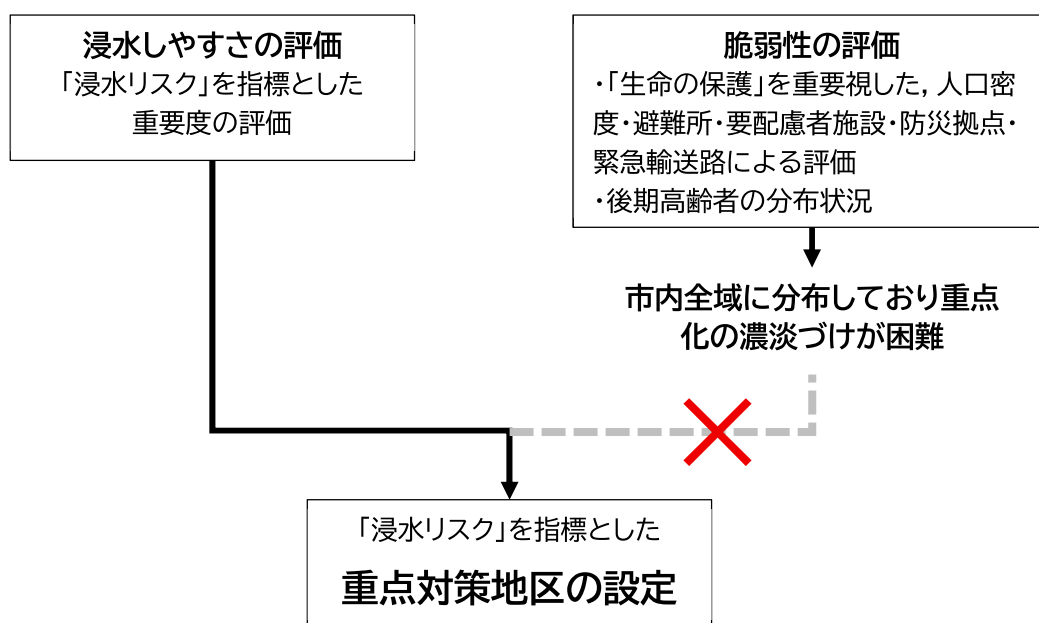 浸水しやすさの評価
「浸水リスク」を指標とした
重要度の評価
脆弱性の評価
・「生命の保護」を重要視した, 人口密
度・避難所・要配慮者施設・防災拠点・
緊急輸送路による評価
・後期高齢者の分布状況
市内全域に分布しており重点
化の濃淡づけが困難
「浸水リスク」を指標とした
重点対策地区の設定